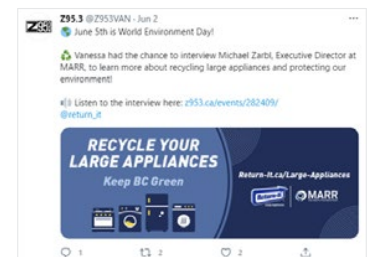 Z95.3 @Z953VAN · Jun 2
June 5th is World Environment Day!
Vanessa had the chance to interview Michael Zarbl, Executive Director at
MARR, to learn more about recycling large appliances and protecting our
environment!
Listen to the interview here: z953.ca/events/282409/
@return_it
RECYCLE YOUR
LARGE APPLIANCES
Keep BC Green
Return-It.ca/Large-Appliances
Return-It
MARR
1 2 2